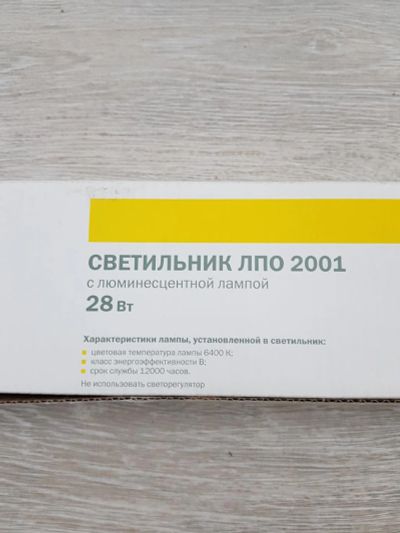 СВЕТИЛЬНИК ЛПО 2001
с люминесцентной лампой
28 Вт
Характеристики лампы, установленной в светильник:
цветовая температура лампы 6400 К;
класс энергоэффективности В;
срок службы 12000 часов.
Не использовать светорегулятор